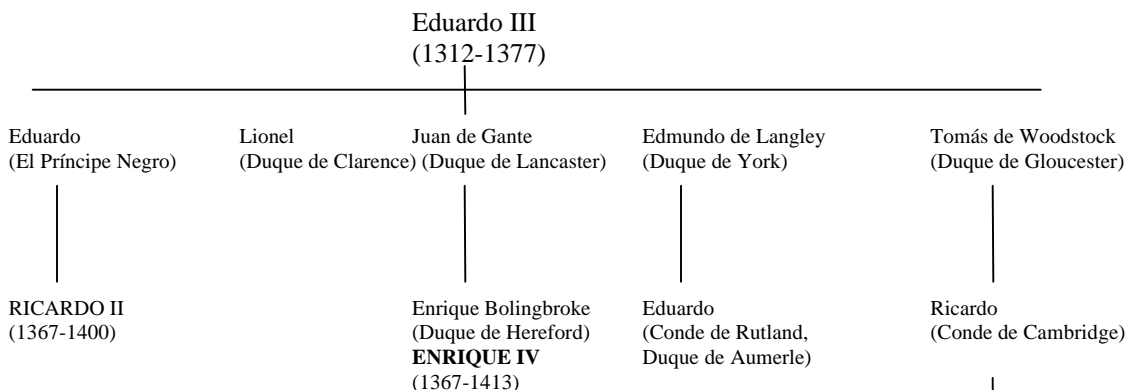 Eduardo III
(1312-1377)
Eduardo
(El Príncipe Negro)
Lionel
(Duque de Clarence)
Juan de Gante
(Duque de Lancaster)
Edmundo de Langley
(Duque de York)
Tomás de Woodstock
(Duque de Gloucester)
RICARDO II
(1367-1400)
Enrique Bolingbroke
(Duque de Hereford)
ENRIQUE IV
(1367-1413)
Eduardo
(Conde de Rutland,
Duque de Aumerle)
Ricardo
(Conde de Cambridge)